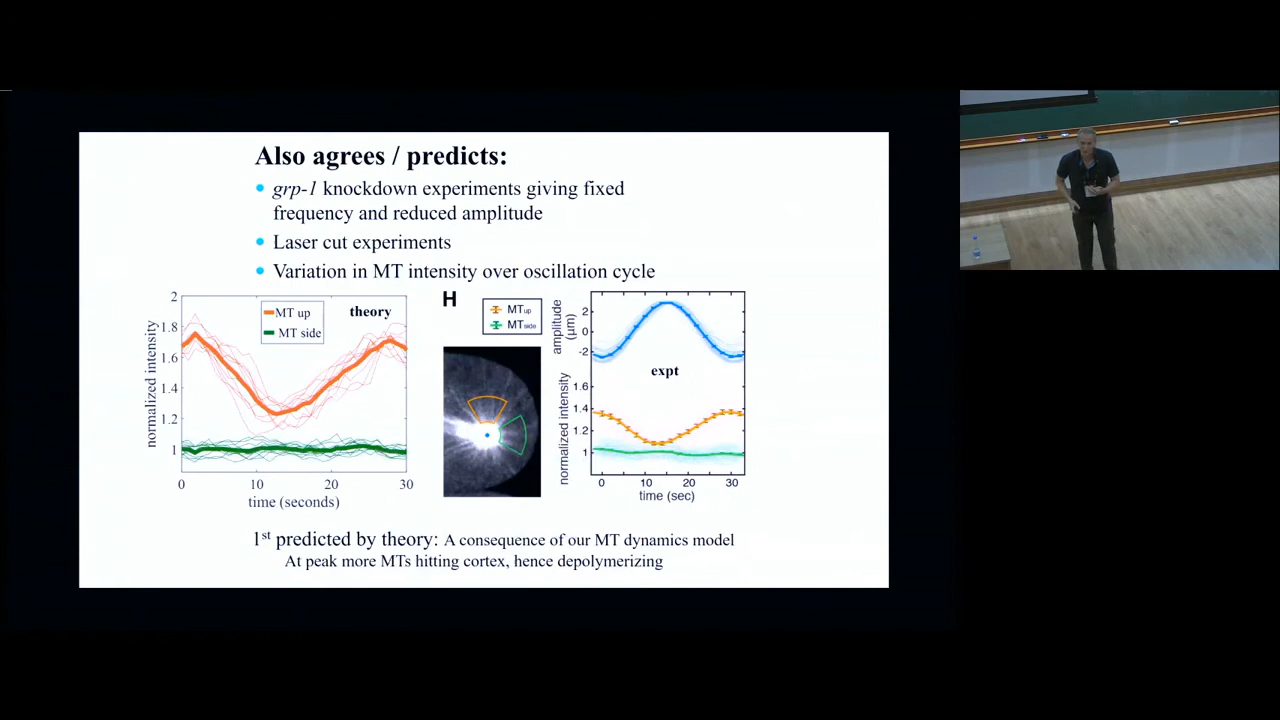 Also agrees / predicts:
grp-1 knockdown experiments giving fixed
frequency and reduced amplitude
Laser cut experiments
Variation in MT intensity over oscillation cycle
2
1.8
1.6
1.4
1.2
1
normalized intensity
MT up
MT side
theory
0
10
20
30
time (seconds)
H
MTup
MTside
amplitude
(μm)
2
0
-2
expt
normalized intensity
1.6
1.4
1.2
1
0
10
20
30
time (sec)
1st predicted by theory: A consequence of our MT dynamics model
At peak more MTs hitting cortex, hence depolymerizing